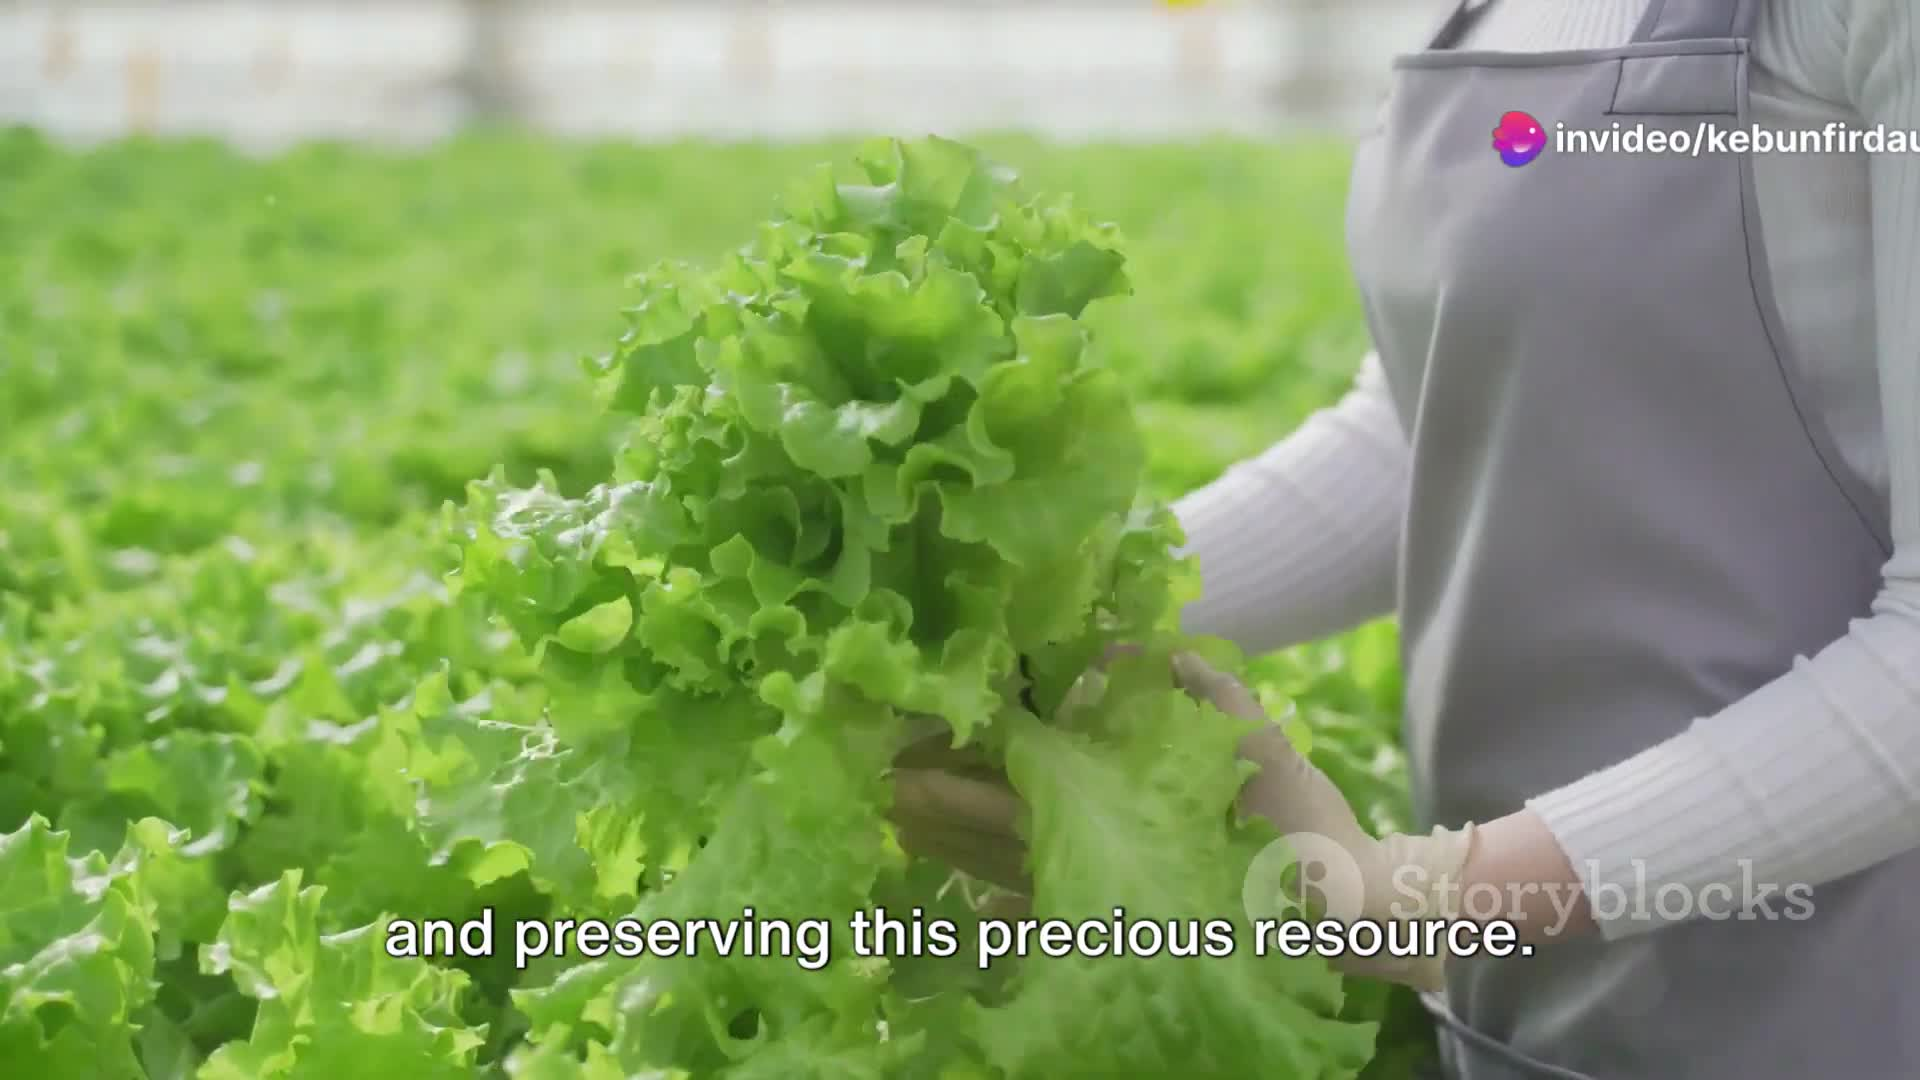 invideo/kebunfirdau
Storyblocks
and preserving this precious resource.